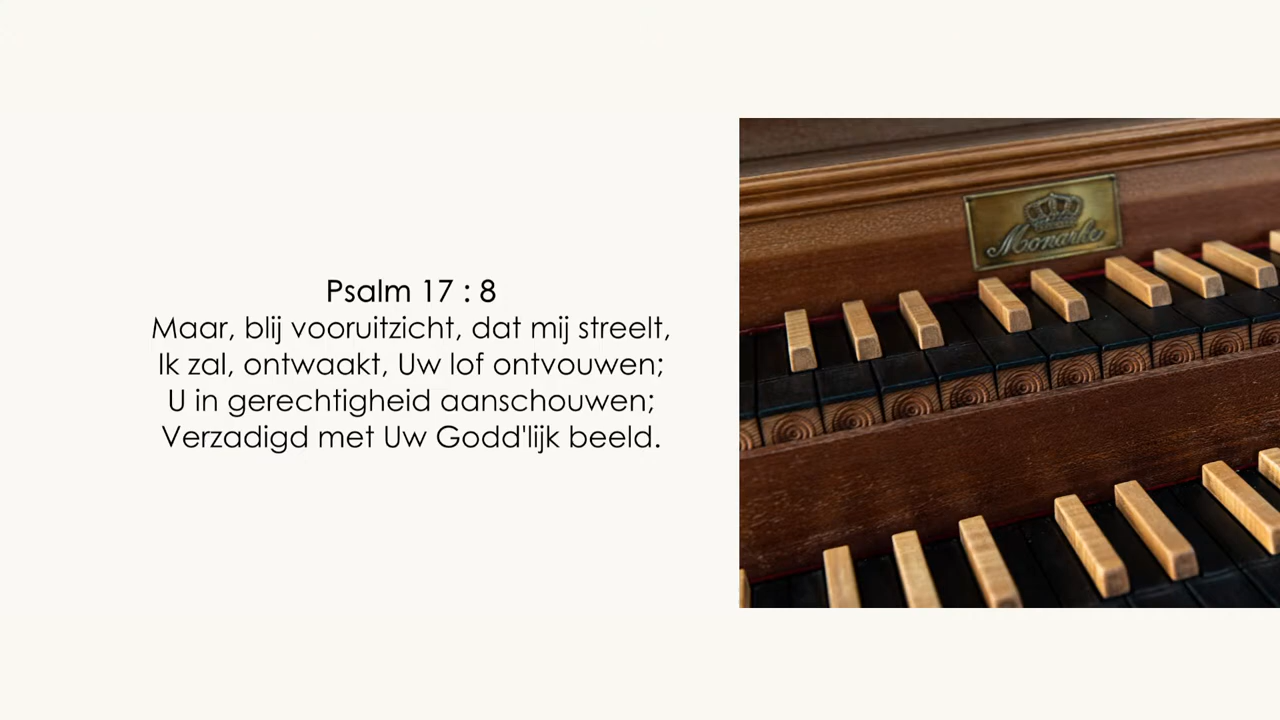 Psalm 17 : 8
Maar, blij vooruitzicht, dat mij streelt,
Ik zal, ontwaakt, Uw lof ontvouwen;
U in gerechtigheid aanschouwen;
Verzadigd met Uw Godd'lijk beeld.
Monarke